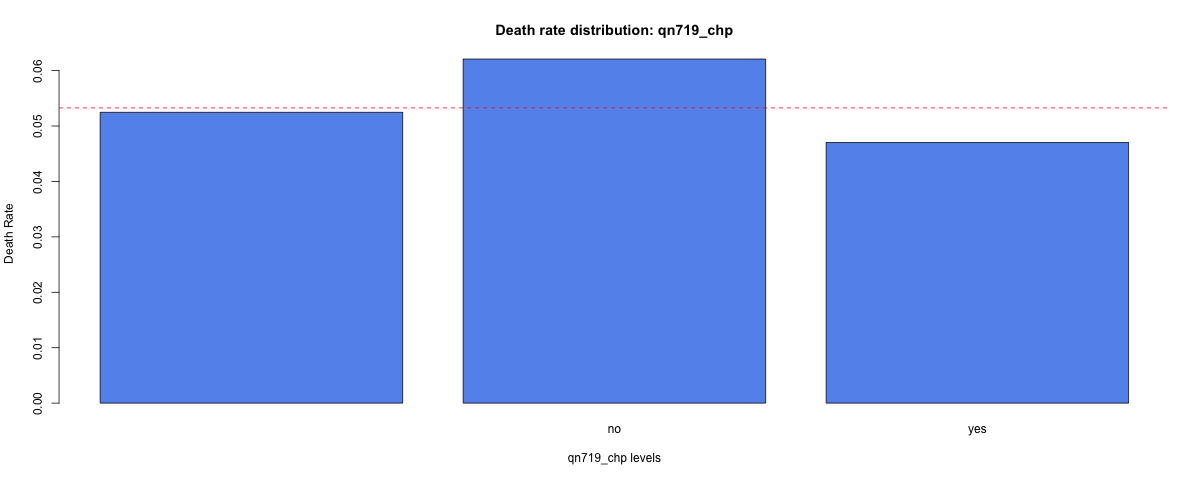 Death rate distribution: qn719_chp
Death Rate
0.06
0.05
0.04
0.03
0.02
0.01
0.00
no
yes
qn719_chp levels